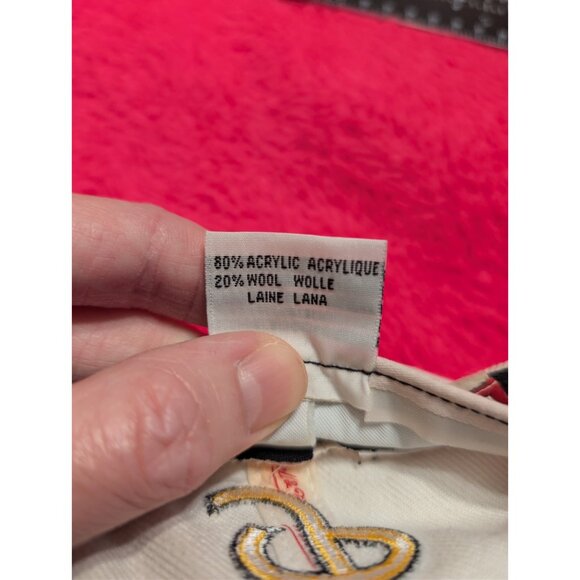 80% ACRYLIC ACRYLIQUE
20% WOOL WOLLE
LAINE LANA